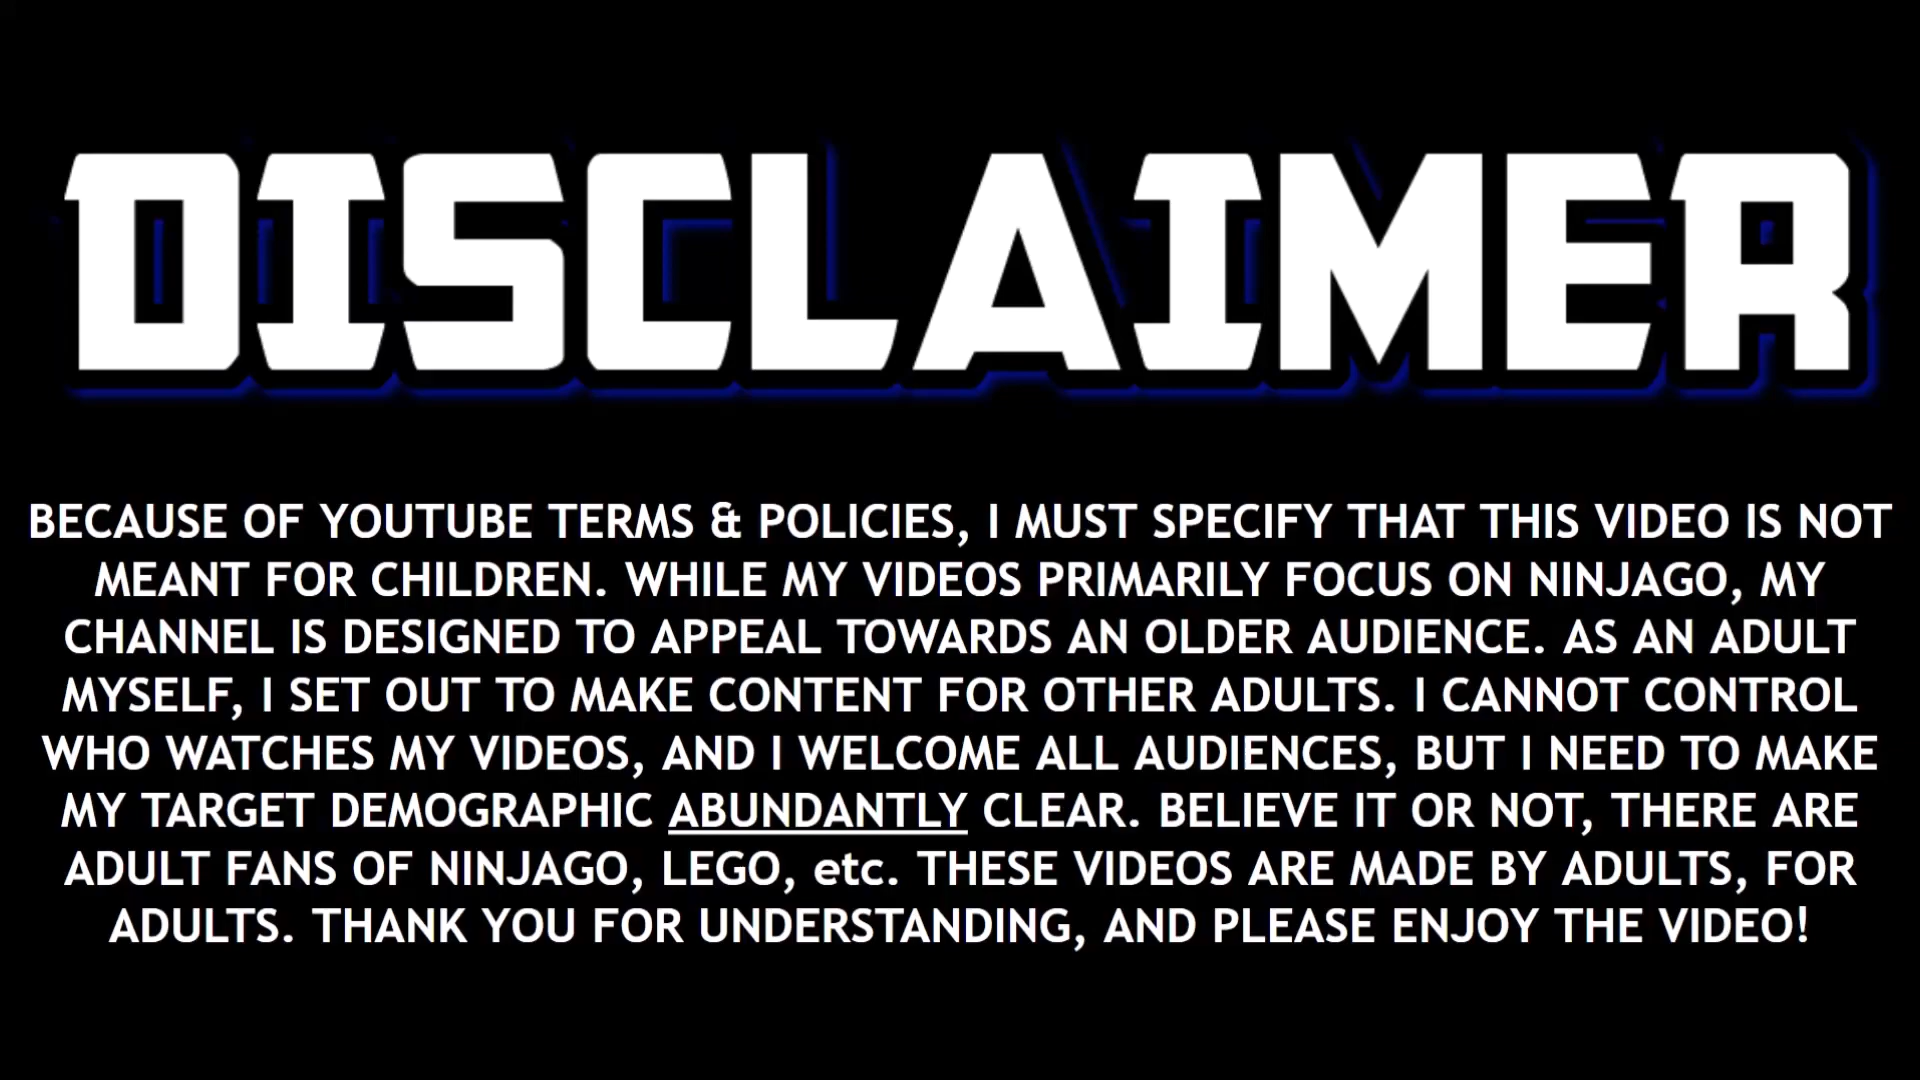 DISCLAIMER
BECAUSE OF YOUTUBE TERMS & POLICIES, I MUST SPECIFY THAT THIS VIDEO IS NOT
MEANT FOR CHILDREN. WHILE MY VIDEOS PRIMARILY FOCUS ON NINJAGO, MY
CHANNEL IS DESIGNED TO APPEAL TOWARDS AN OLDER AUDIENCE. AS AN ADULT
MYSELF, I SET OUT TO MAKE CONTENT FOR OTHER ADULTS. I CANNOT CONTROL
WHO WATCHES MY VIDEOS, AND I WELCOME ALL AUDIENCES, BUT I NEED TO MAKE
MY TARGET DEMOGRAPHIC ABUNDANTLY CLEAR. BELIEVE IT OR NOT, THERE ARE
ADULT FANS OF NINJAGO, LEGO, etc. THESE VIDEOS ARE MADE BY ADULTS, FOR
ADULTS. THANK YOU FOR UNDERSTANDING, AND PLEASE ENJOY THE VIDEO!